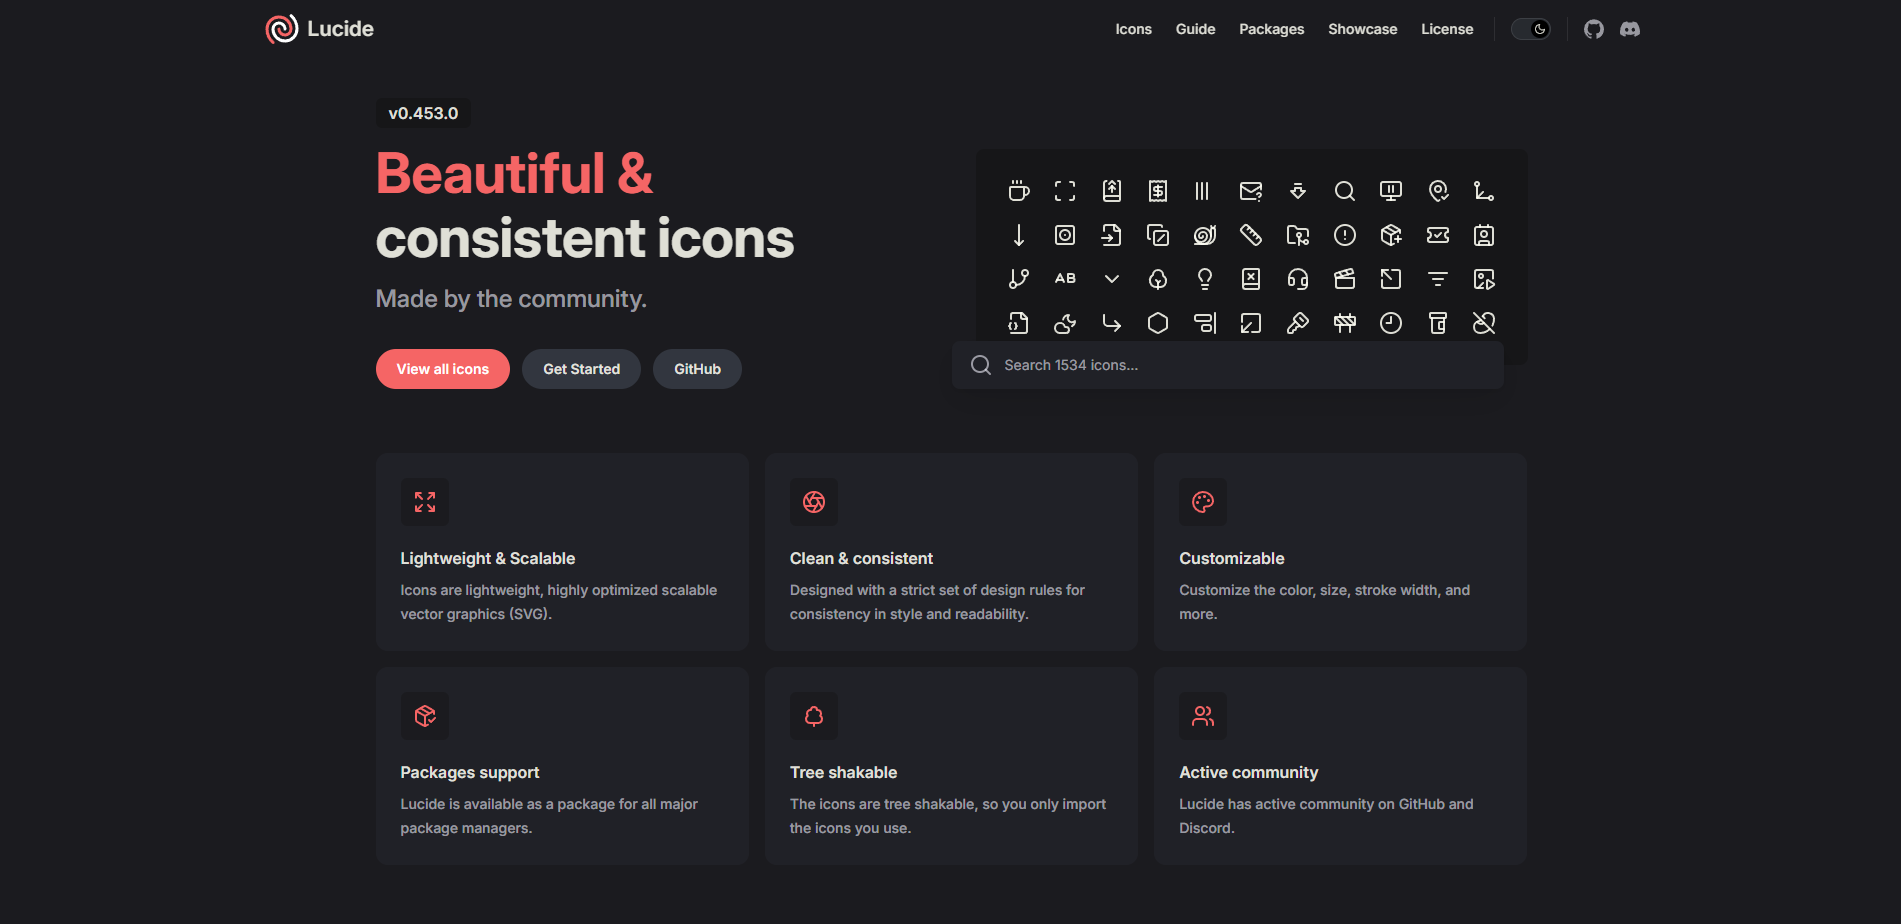 Lucide
Icons
Guide
Packages
Showcase
License
v0.453.0
Beautiful &
consistent icons
Made by the community.
View all icons
Get Started
GitHub
AB
Search 1534 icons...
Lightweight & Scalable
Icons are lightweight, highly optimized scalable
vector graphics (SVG).
Clean & consistent
Designed with a strict set of design rules for
consistency in style and readability.
Customizable
Customize the color, size, stroke width, and
more.
Packages support
Lucide is available as a package for all major
package managers.
Tree shakable
The icons are tree shakable, so you only import
the icons you use.
Active community
Lucide has active community on GitHub and
Discord.